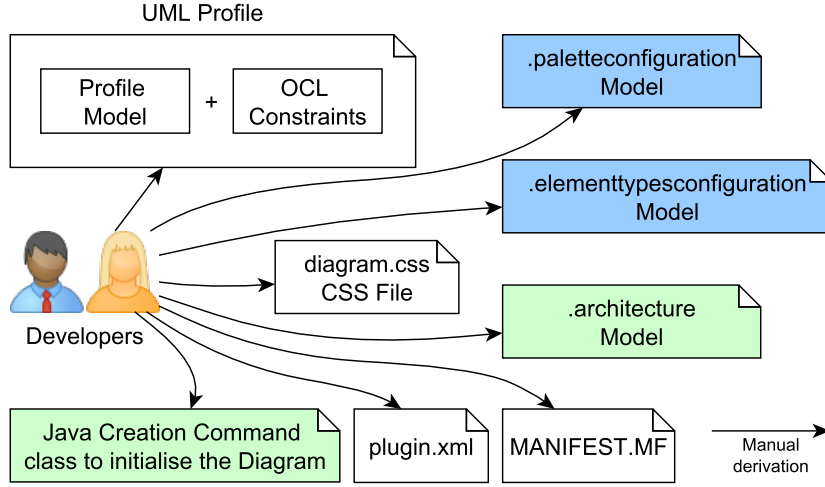 UML Profile
Profile
Model
+
OCL
Constraints
.paletteconfiguration
Model
.elementtypesconfiguration
Model
diagram.css
CSS File
Developers
.architecture
Model
Java Creation Command
class to initialise the Diagram
plugin.xml
MANIFEST.MF
Manual
derivation